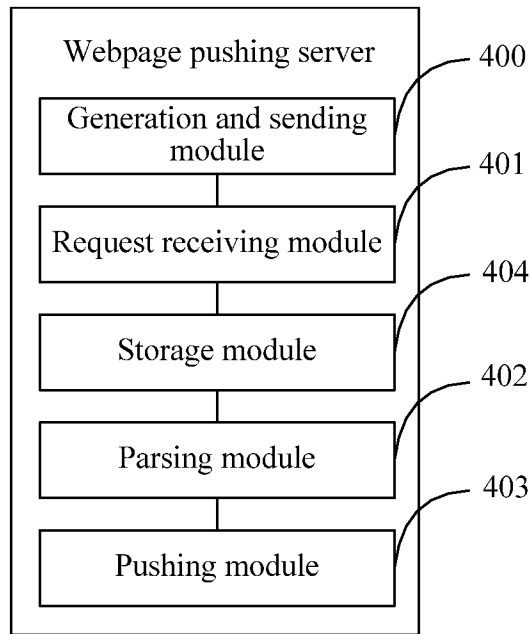 Webpage pushing server
400
Generation and sending
module
401
Request receiving module
404
Storage module
402
Parsing module
403
Pushing module